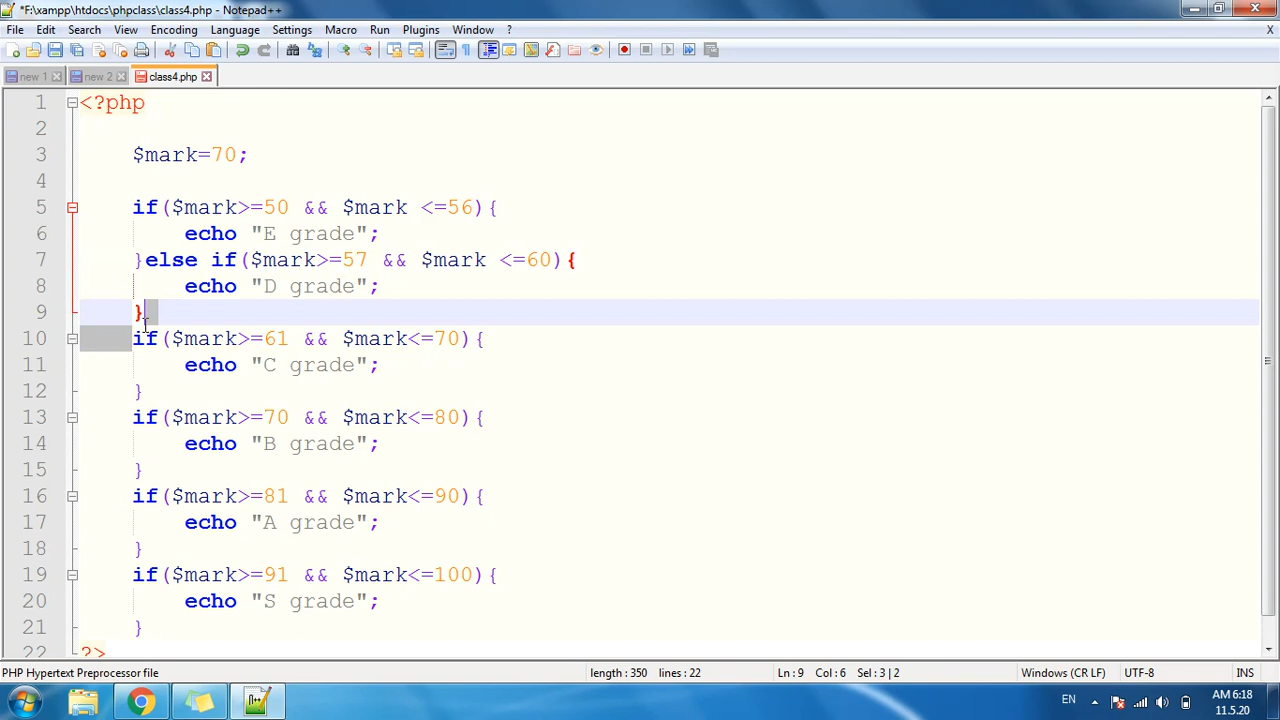 *F:\xampp\htdocs\phpclass\class4.php - Notepad++
File Edit Search View Encoding Language Settings Macro Run Plugins Window ? X
new 1 new 2 class4.php
1 <?php
2
3 $mark=70;
4
5 if($mark>=50 && $mark <=56){
6 echo "E grade";
7 }else if($mark>=57 && $mark <=60){
8 echo "D grade";
9 }
10 if($mark>=61 && $mark<=70){
11 echo "C grade";
12 }
13 if($mark>=70 && $mark<=80){
14 echo "B grade";
15 }
16 if($mark>=81 && $mark<=90){
17 echo "A grade";
18 }
19 if($mark>=91 && $mark<=100){
20 echo "S grade";
21 }
22 ?>
PHP Hypertext Preprocessor file length : 350 lines : 22 Ln : 9 Col : 6 Sel : 3 | 2 Windows (CR LF) UTF-8 INS
EN AM 6:18
11.5.20